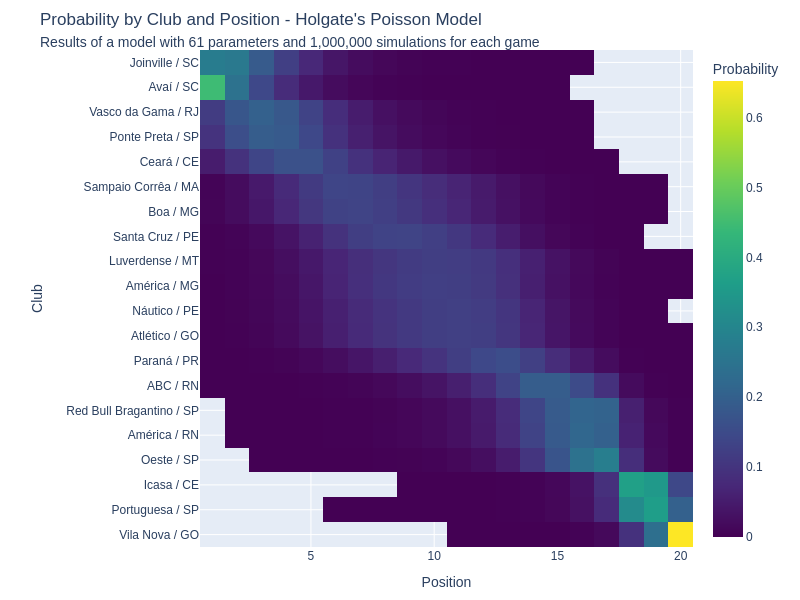 Probability by Club and Position - Holgate's Poisson Model
Results of a model with 61 parameters and 1,000,000 simulations for each game
Probability
Joinville / SC
Avaí / SC
Vasco da Gama / RJ
Ponte Preta / SP
Ceará / CE
Sampaio Corrêa / MA
Boa / MG
Santa Cruz / PE
Luverdense / MT
América / MG
Náutico / PE
Atlético / GO
Paraná / PR
ABC / RN
Red Bull Bragantino / SP
América / RN
Oeste / SP
Icasa / CE
Portuguesa / SP
Vila Nova / GO
Club
5
10
15
20
Position
0.6
0.5
0.4
0.3
0.2
0.1
0